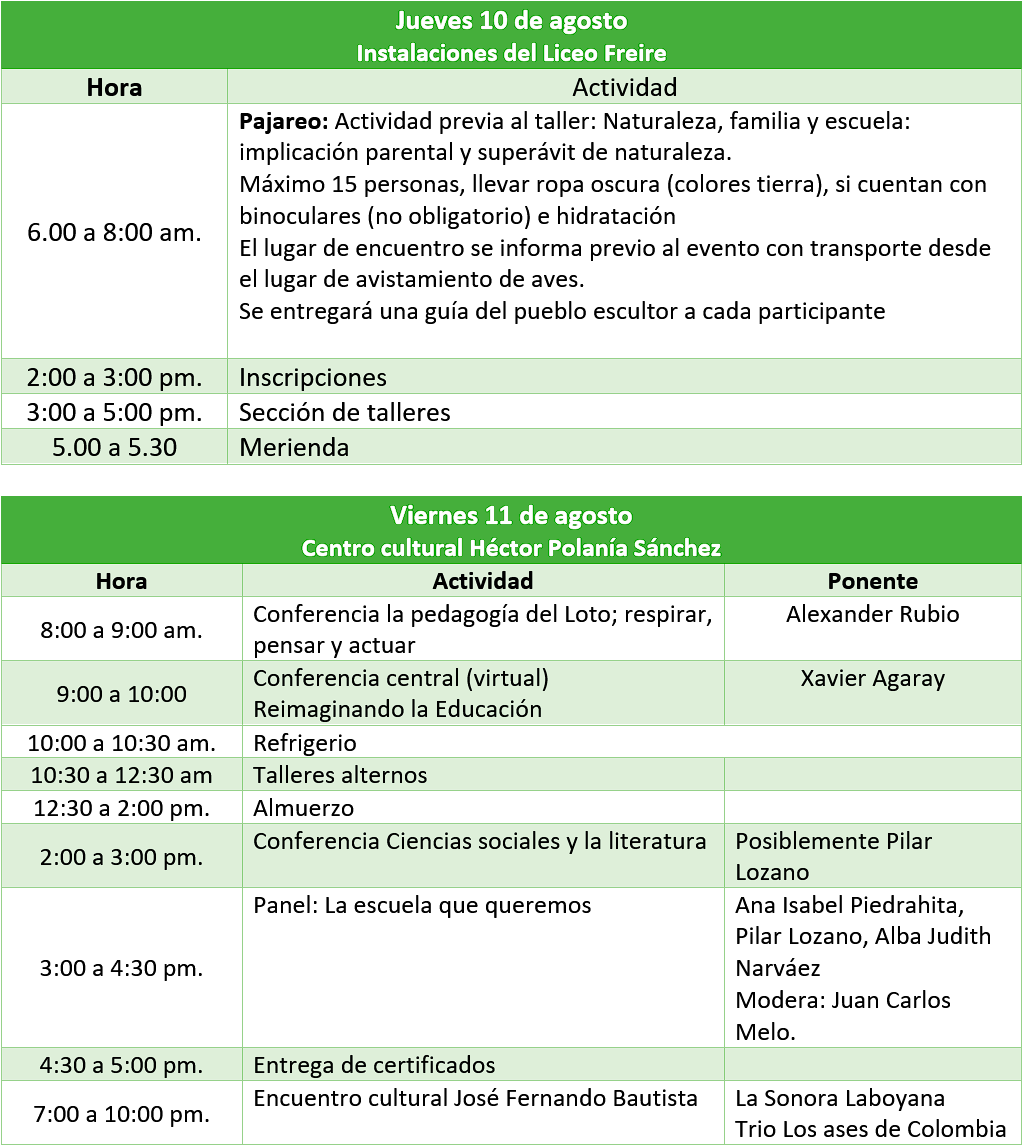 Jueves 10 de agosto
Instalaciones del Liceo Freire
Hora
Actividad
6.00 a 8:00 am.
Pajareo: Actividad previa al taller: Naturaleza, familia y escuela:
implicación parental y superávit de naturaleza.
Máximo 15 personas, llevar ropa oscura (colores tierra), si cuentan con
binoculares (no obligatorio) e hidratación
El lugar de encuentro se informa previo al evento con transporte desde
el lugar de avistamiento de aves.
Se entregará una guía del pueblo escultor a cada participante
2:00 a 3:00 pm.
Inscripciones
3:00 a 5:00 pm.
Sección de talleres
5.00 a 5.30
Merienda
Viernes 11 de agosto
Centro cultural Héctor Polanía Sánchez
Hora
Actividad
Ponente
8:00 a 9:00 am.
Conferencia la pedagogía del Loto; respirar,
pensar y actuar
Alexander Rubio
9:00 a 10:00
Conferencia central (virtual)
Reimaginando la Educación
Xavier Agaray
10:00 a 10:30 am.
Refrigerio
10:30 a 12:30 am
Talleres alternos
12:30 a 2:00 pm.
Almuerzo
2:00 a 3:00 pm.
Conferencia Ciencias sociales y la literatura
Posiblemente Pilar
Lozano
3:00 a 4:30 pm.
Panel: La escuela que queremos
Ana Isabel Piedrahita,
Pilar Lozano, Alba Judith
Narváez
Modera: Juan Carlos
Melo.
4:30 a 5:00 pm.
Entrega de certificados
7:00 a 10:00 pm.
Encuentro cultural José Fernando Bautista
La Sonora Laboyana
Trio Los ases de Colombia